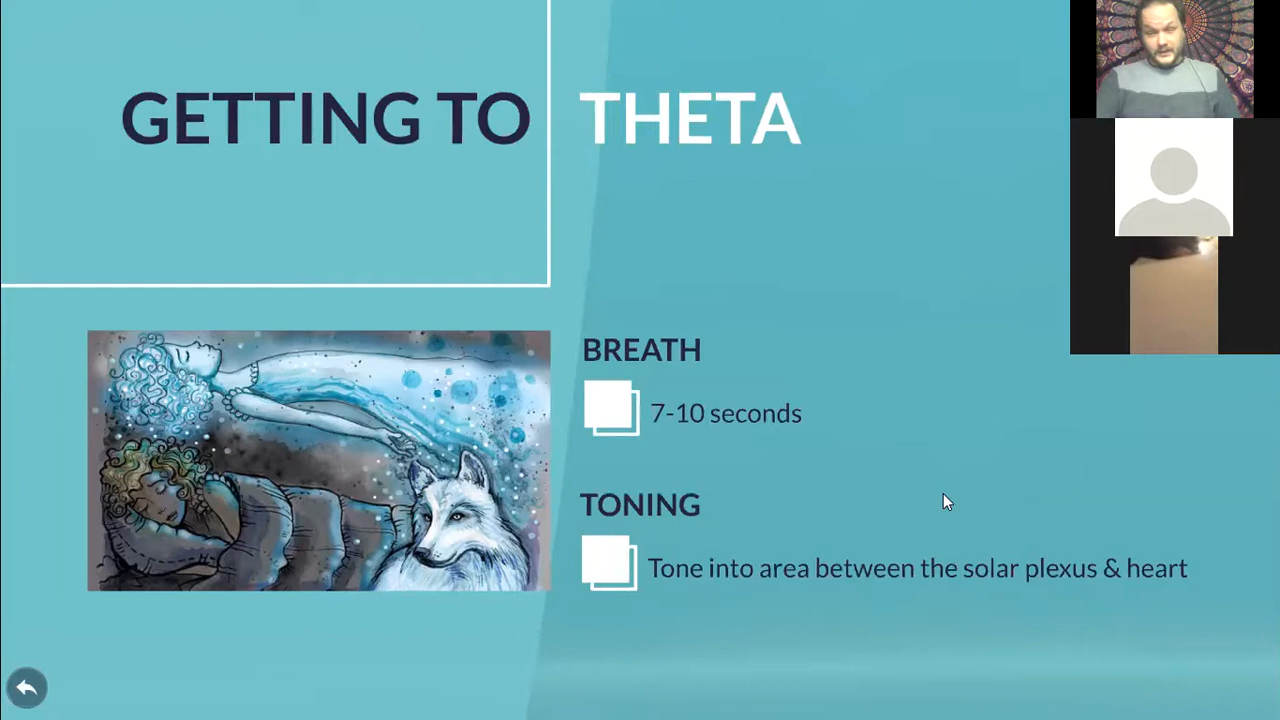 GETTING TO THETA
BREATH
7-10 seconds
TONING
Tone into area between the solar plexus & heart